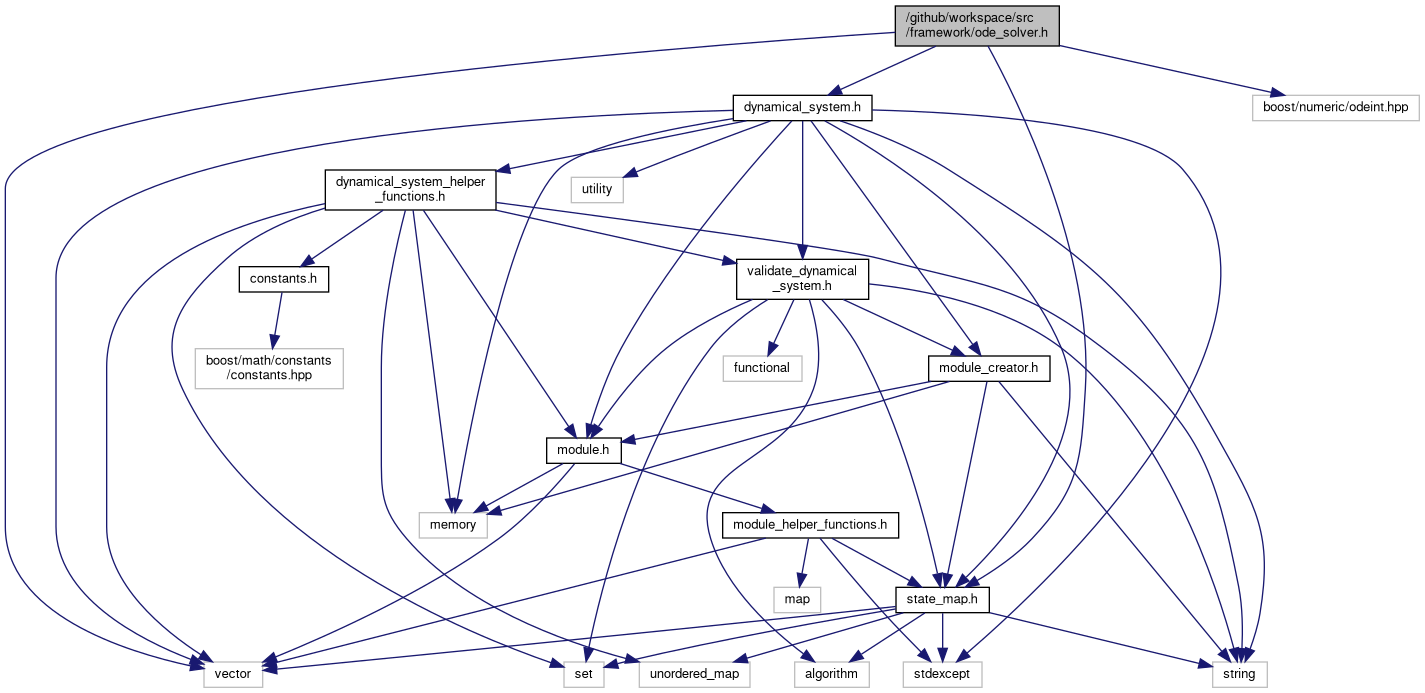 /github/workspace/src
/framework/ode_solver.h
dynamical_system.h
boost/numeric/odeint.hpp
dynamical_system_helper
_functions.h
utility
constants.h
validate_dynamical
_system.h
boost/math/constants
/constants.hpp
functional
module_creator.h
module.h
memory
module_helper_functions.h
map
state_map.h
vector
set
unordered_map
algorithm
stdexcept
string